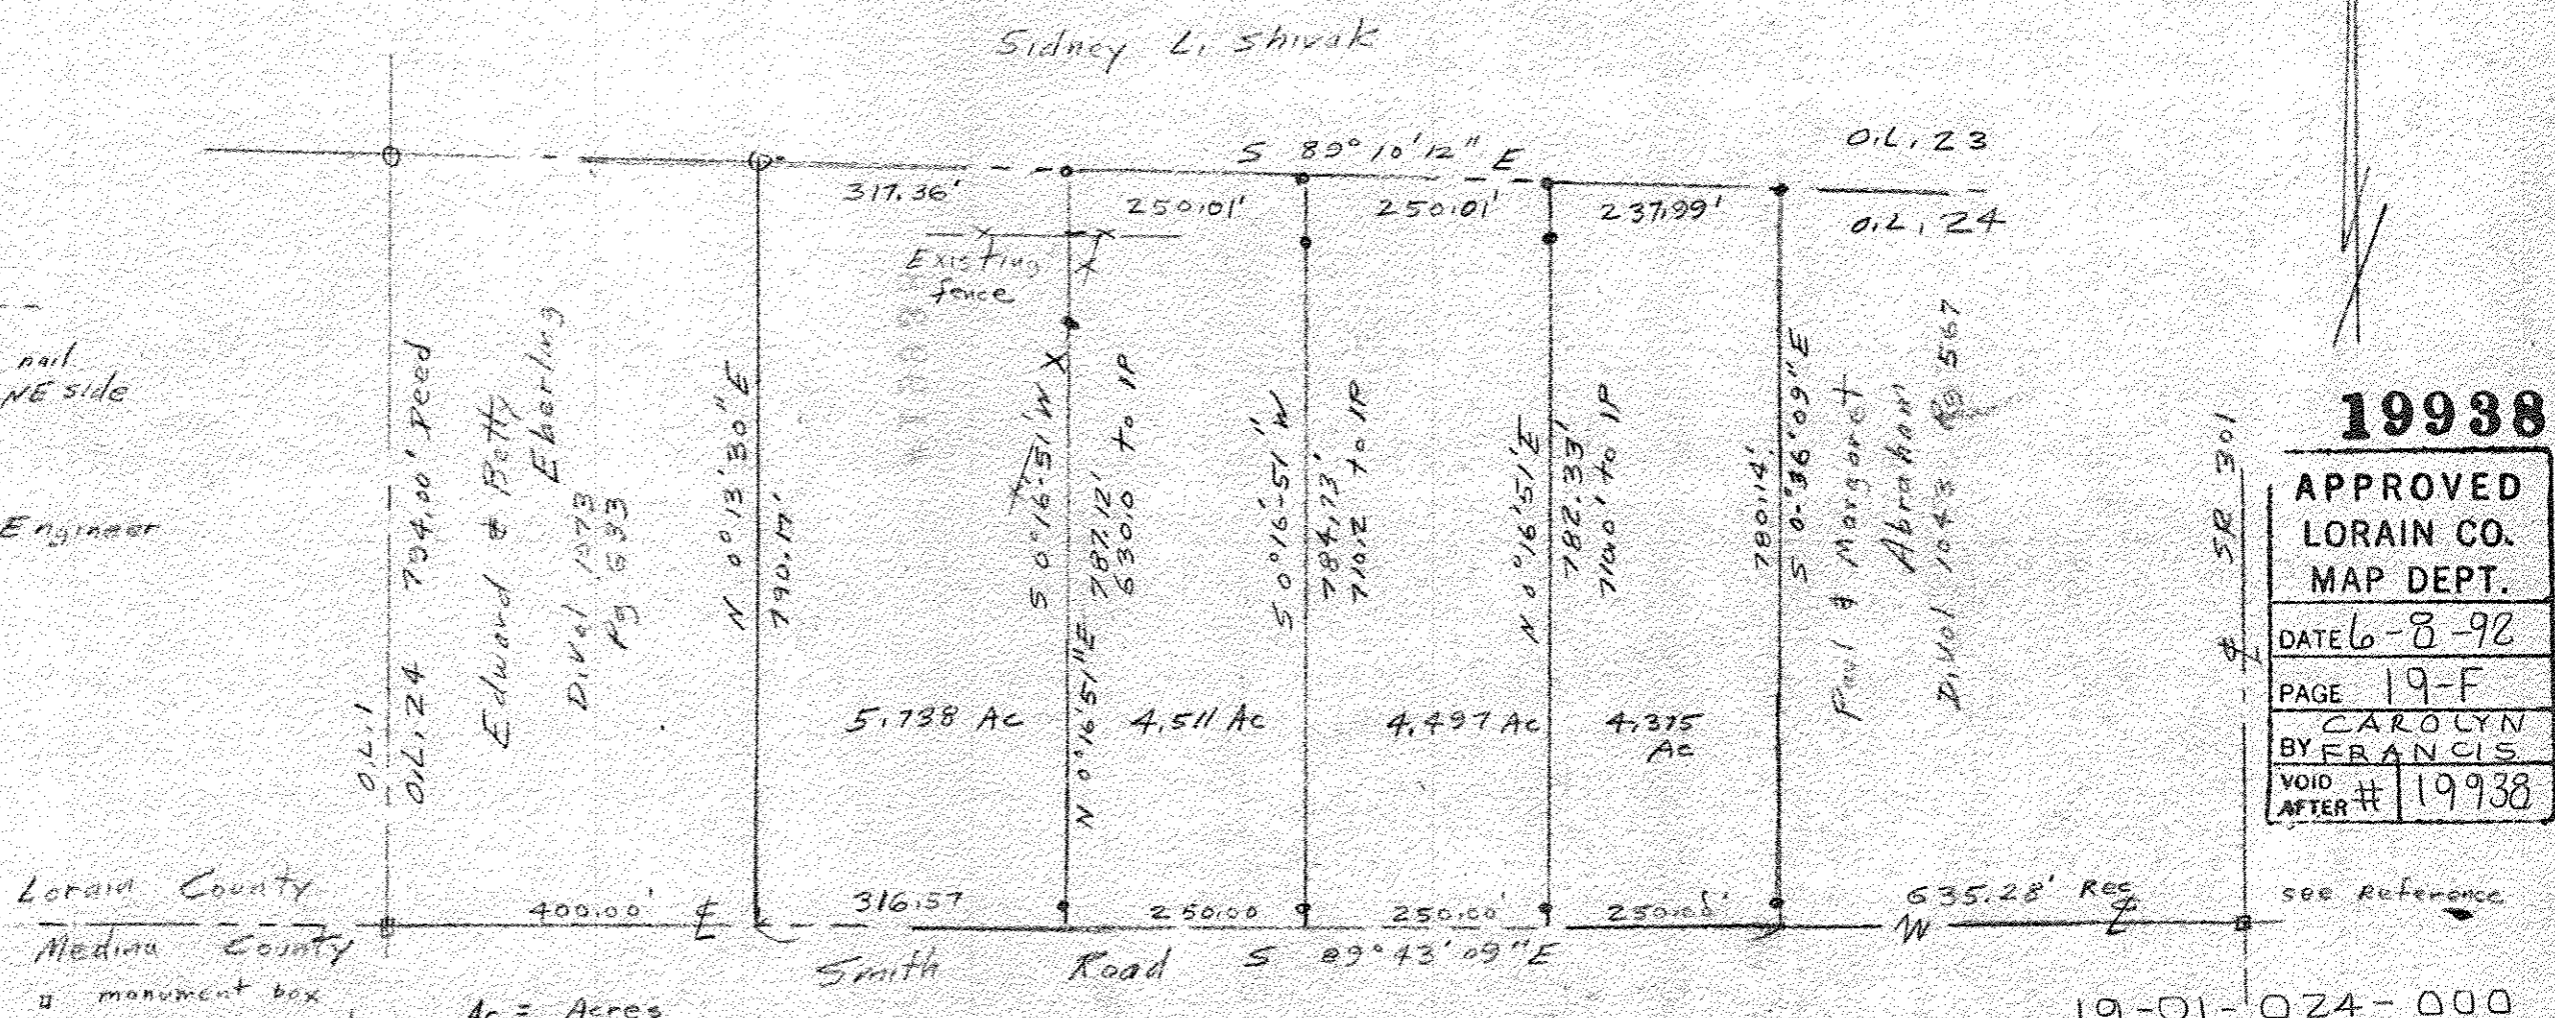 Sidney L. Shivak
S 89° 10' 12" E
O.L. 23
O.L. 24
317.36'
250.01'
250.01'
237.99'
Existing
fence
nail
NE side
Engineer
O.L. 1
O.L. 24 794.00' Deed
Edward & Betty
Eberling
D.Vol 1073
Pg 633
N 0° 13' 30" E
790.17'
S 0° 16'-51' W
N 0° 16' 51" E 787.12'
630.0 to IP
S 0° 16'-51' W
784.73'
710.2 to IP
N 0° 16' 51' E
782.33'
710.0' to IP
780.14'
S 0° 36' 09" E
Paul & Margaret
Abraham
D.Vol 1043 Pg 567
℄ SR 301
5.738 Ac
4.511 Ac
4.497 Ac
4.375
Ac
19938
APPROVED
LORAIN CO.
MAP DEPT.
DATE 6-8-92
PAGE 19-F
BY CAROLYN
FRANCIS
VOID
AFTER # 19938
Lorain County
Medina County
400.00' ℄
316.57
250.00
250.00'
635.28' Rec
℄
see Reference
Smith Road S 89° 43' 09" E
monument box
Ac = Acres
19-01-024-000